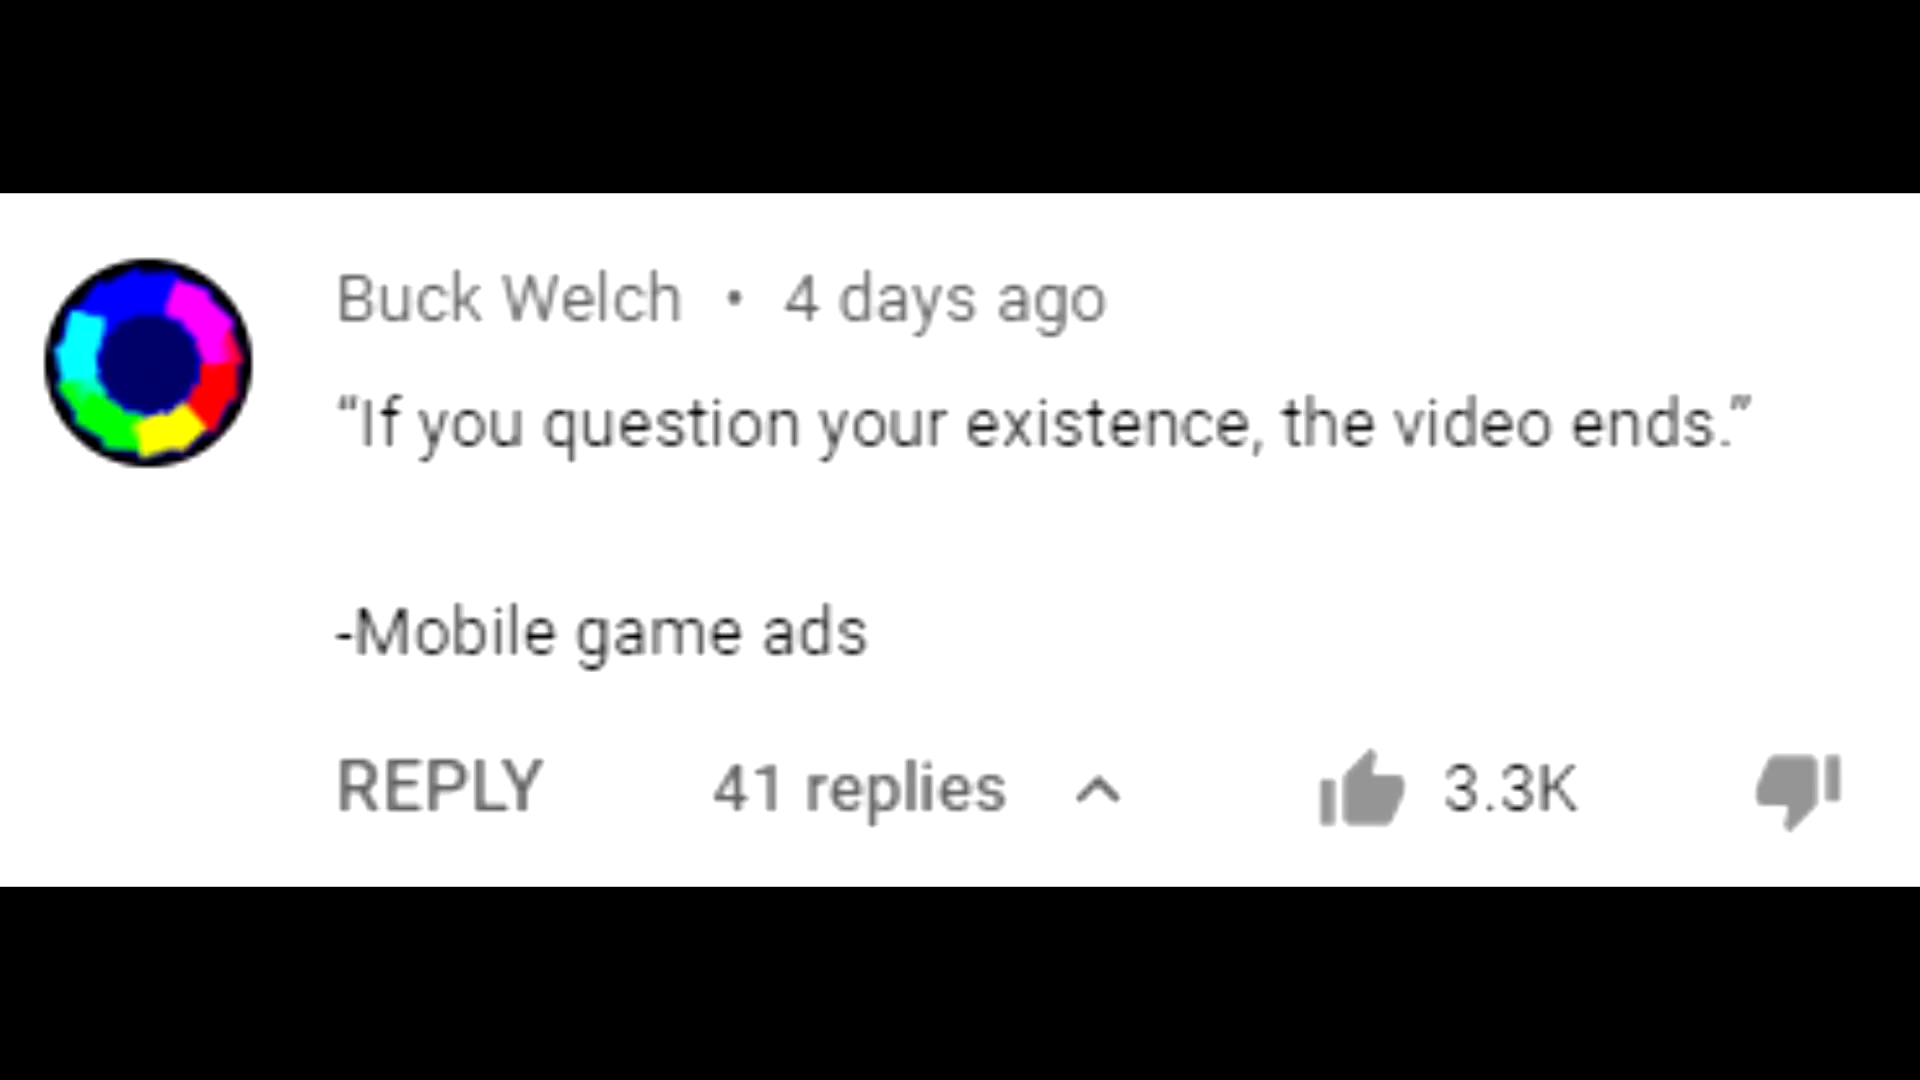 Buck Welch • 4 days ago
“If you question your existence, the video ends.”
-Mobile game ads
REPLY 41 replies 3.3K